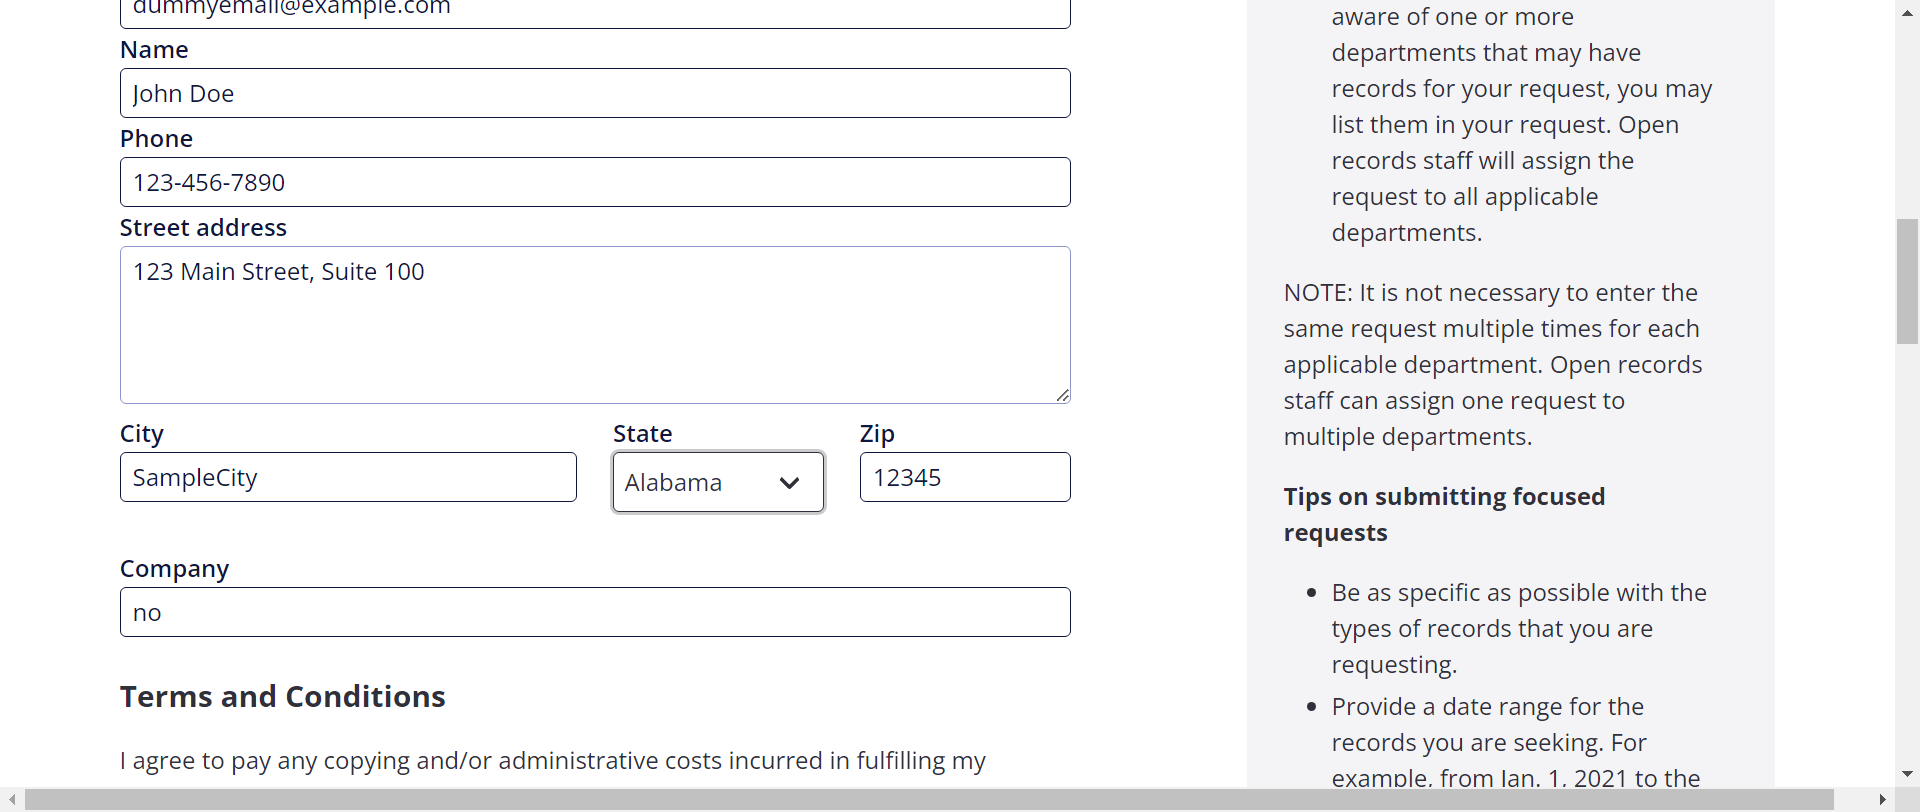 dummyemail@example.com
Name
John Doe
Phone
123-456-7890
Street address
123 Main Street, Suite 100
City
State
Zip
SampleCity
Alabama
12345
Company
no
Terms and Conditions
I agree to pay any copying and/or administrative costs incurred in fulfilling my
aware of one or more
departments that may have
records for your request, you may
list them in your request. Open
records staff will assign the
request to all applicable
departments.
NOTE: It is not necessary to enter the
same request multiple times for each
applicable department. Open records
staff can assign one request to
multiple departments.
Tips on submitting focused
requests
Be as specific as possible with the
types of records that you are
requesting.
Provide a date range for the
records you are seeking. For
example, from Jan. 1, 2021 to the